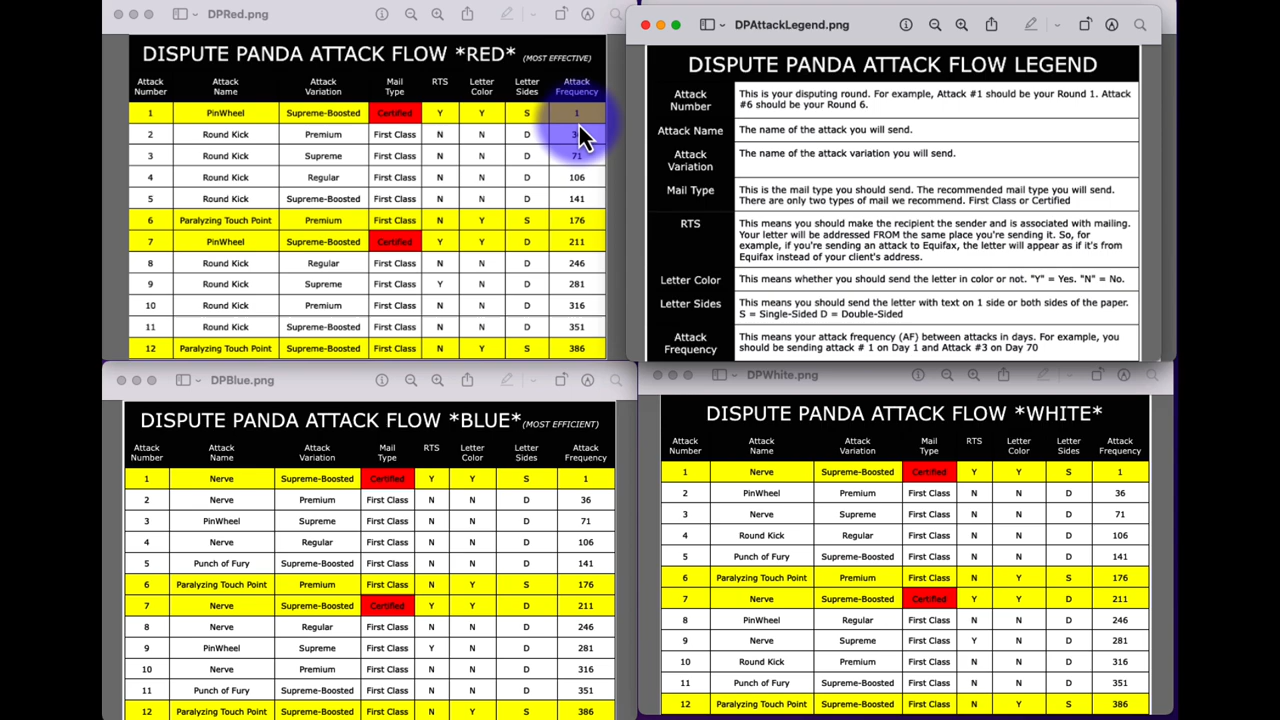 DPRed.png
DISPUTE PANDA ATTACK FLOW *RED* (MOST EFFECTIVE)
Attack Number Attack Name Attack Variation Mail Type RTS Letter Color Letter Sides Attack Frequency
1 PinWheel Supreme-Boosted Certified Y Y S 1
2 Round Kick Premium First Class N N D
3 Round Kick Supreme First Class N N D 71
4 Round Kick Regular First Class N N D 106
5 Round Kick Supreme-Boosted First Class N N D 141
6 Paralyzing Touch Point Premium First Class N Y S 176
7 PinWheel Supreme-Boosted Certified Y Y D 211
8 Round Kick Regular First Class N N D 246
9 Round Kick Supreme First Class Y N D 281
10 Round Kick Premium First Class N N D 316
11 Round Kick Supreme-Boosted First Class N N D 351
12 Paralyzing Touch Point Supreme-Boosted First Class N Y S 386
DPAttackLegend.png
DISPUTE PANDA ATTACK FLOW LEGEND
Attack Number This is your disputing round. For example, Attack #1 should be your Round 1. Attack
#6 should be your Round 6.
Attack Name The name of the attack you will send.
Attack Variation The name of the attack variation you will send.
Mail Type This is the mail type you should send. The recommended mail type you will send.
There are only two types of mail we recommend. First Class or Certified
RTS This means you should make the recipient the sender and is associated with mailing.
Your letter will be addressed FROM the same place you're sending it. So, for
example, if you're sending an attack to Equifax, the letter will appear as if it's from
Equifax instead of your client's address.
Letter Color This means whether you should send the letter in color or not. "Y" = Yes. "N" = No.
Letter Sides This means you should send the letter with text on 1 side or both sides of the paper.
S = Single-Sided D = Double-Sided
Attack Frequency This means your attack frequency (AF) between attacks in days. For example, you
should be sending attack # 1 on Day 1 and Attack #3 on Day 70
DPBlue.png
DISPUTE PANDA ATTACK FLOW *BLUE* (MOST EFFICIENT)
Attack Number Attack Name Attack Variation Mail Type RTS Letter Color Letter Sides Attack Frequency
1 Nerve Supreme-Boosted Certified Y Y S 1
2 Nerve Premium First Class N N D 36
3 PinWheel Supreme First Class N N D 71
4 Nerve Regular First Class N N D 106
5 Punch of Fury Supreme-Boosted First Class N N D 141
6 Paralyzing Touch Point Premium First Class N Y S 176
7 Nerve Supreme-Boosted Certified Y Y D 211
8 Nerve Regular First Class N N D 246
9 PinWheel Supreme First Class Y N D 281
10 Nerve Premium First Class N N D 316
11 Punch of Fury Supreme-Boosted First Class N N D 351
12 Paralyzing Touch Point Supreme-Boosted First Class N Y S 386
DPWhite.png
DISPUTE PANDA ATTACK FLOW *WHITE*
Attack Number Attack Name Attack Variation Mail Type RTS Letter Color Letter Sides Attack Frequency
1 Nerve Supreme-Boosted Certified Y Y S 1
2 PinWheel Premium First Class N N D 36
3 Nerve Supreme First Class N N D 71
4 Round Kick Regular First Class N N D 106
5 Punch of Fury Supreme-Boosted First Class N N D 141
6 Paralyzing Touch Point Premium First Class N Y S 176
7 Nerve Supreme-Boosted Certified Y Y D 211
8 PinWheel Regular First Class N N D 246
9 Nerve Supreme First Class Y N D 281
10 Round Kick Premium First Class N N D 316
11 Punch of Fury Supreme-Boosted First Class N N D 351
12 Paralyzing Touch Point Supreme-Boosted First Class N Y S 386